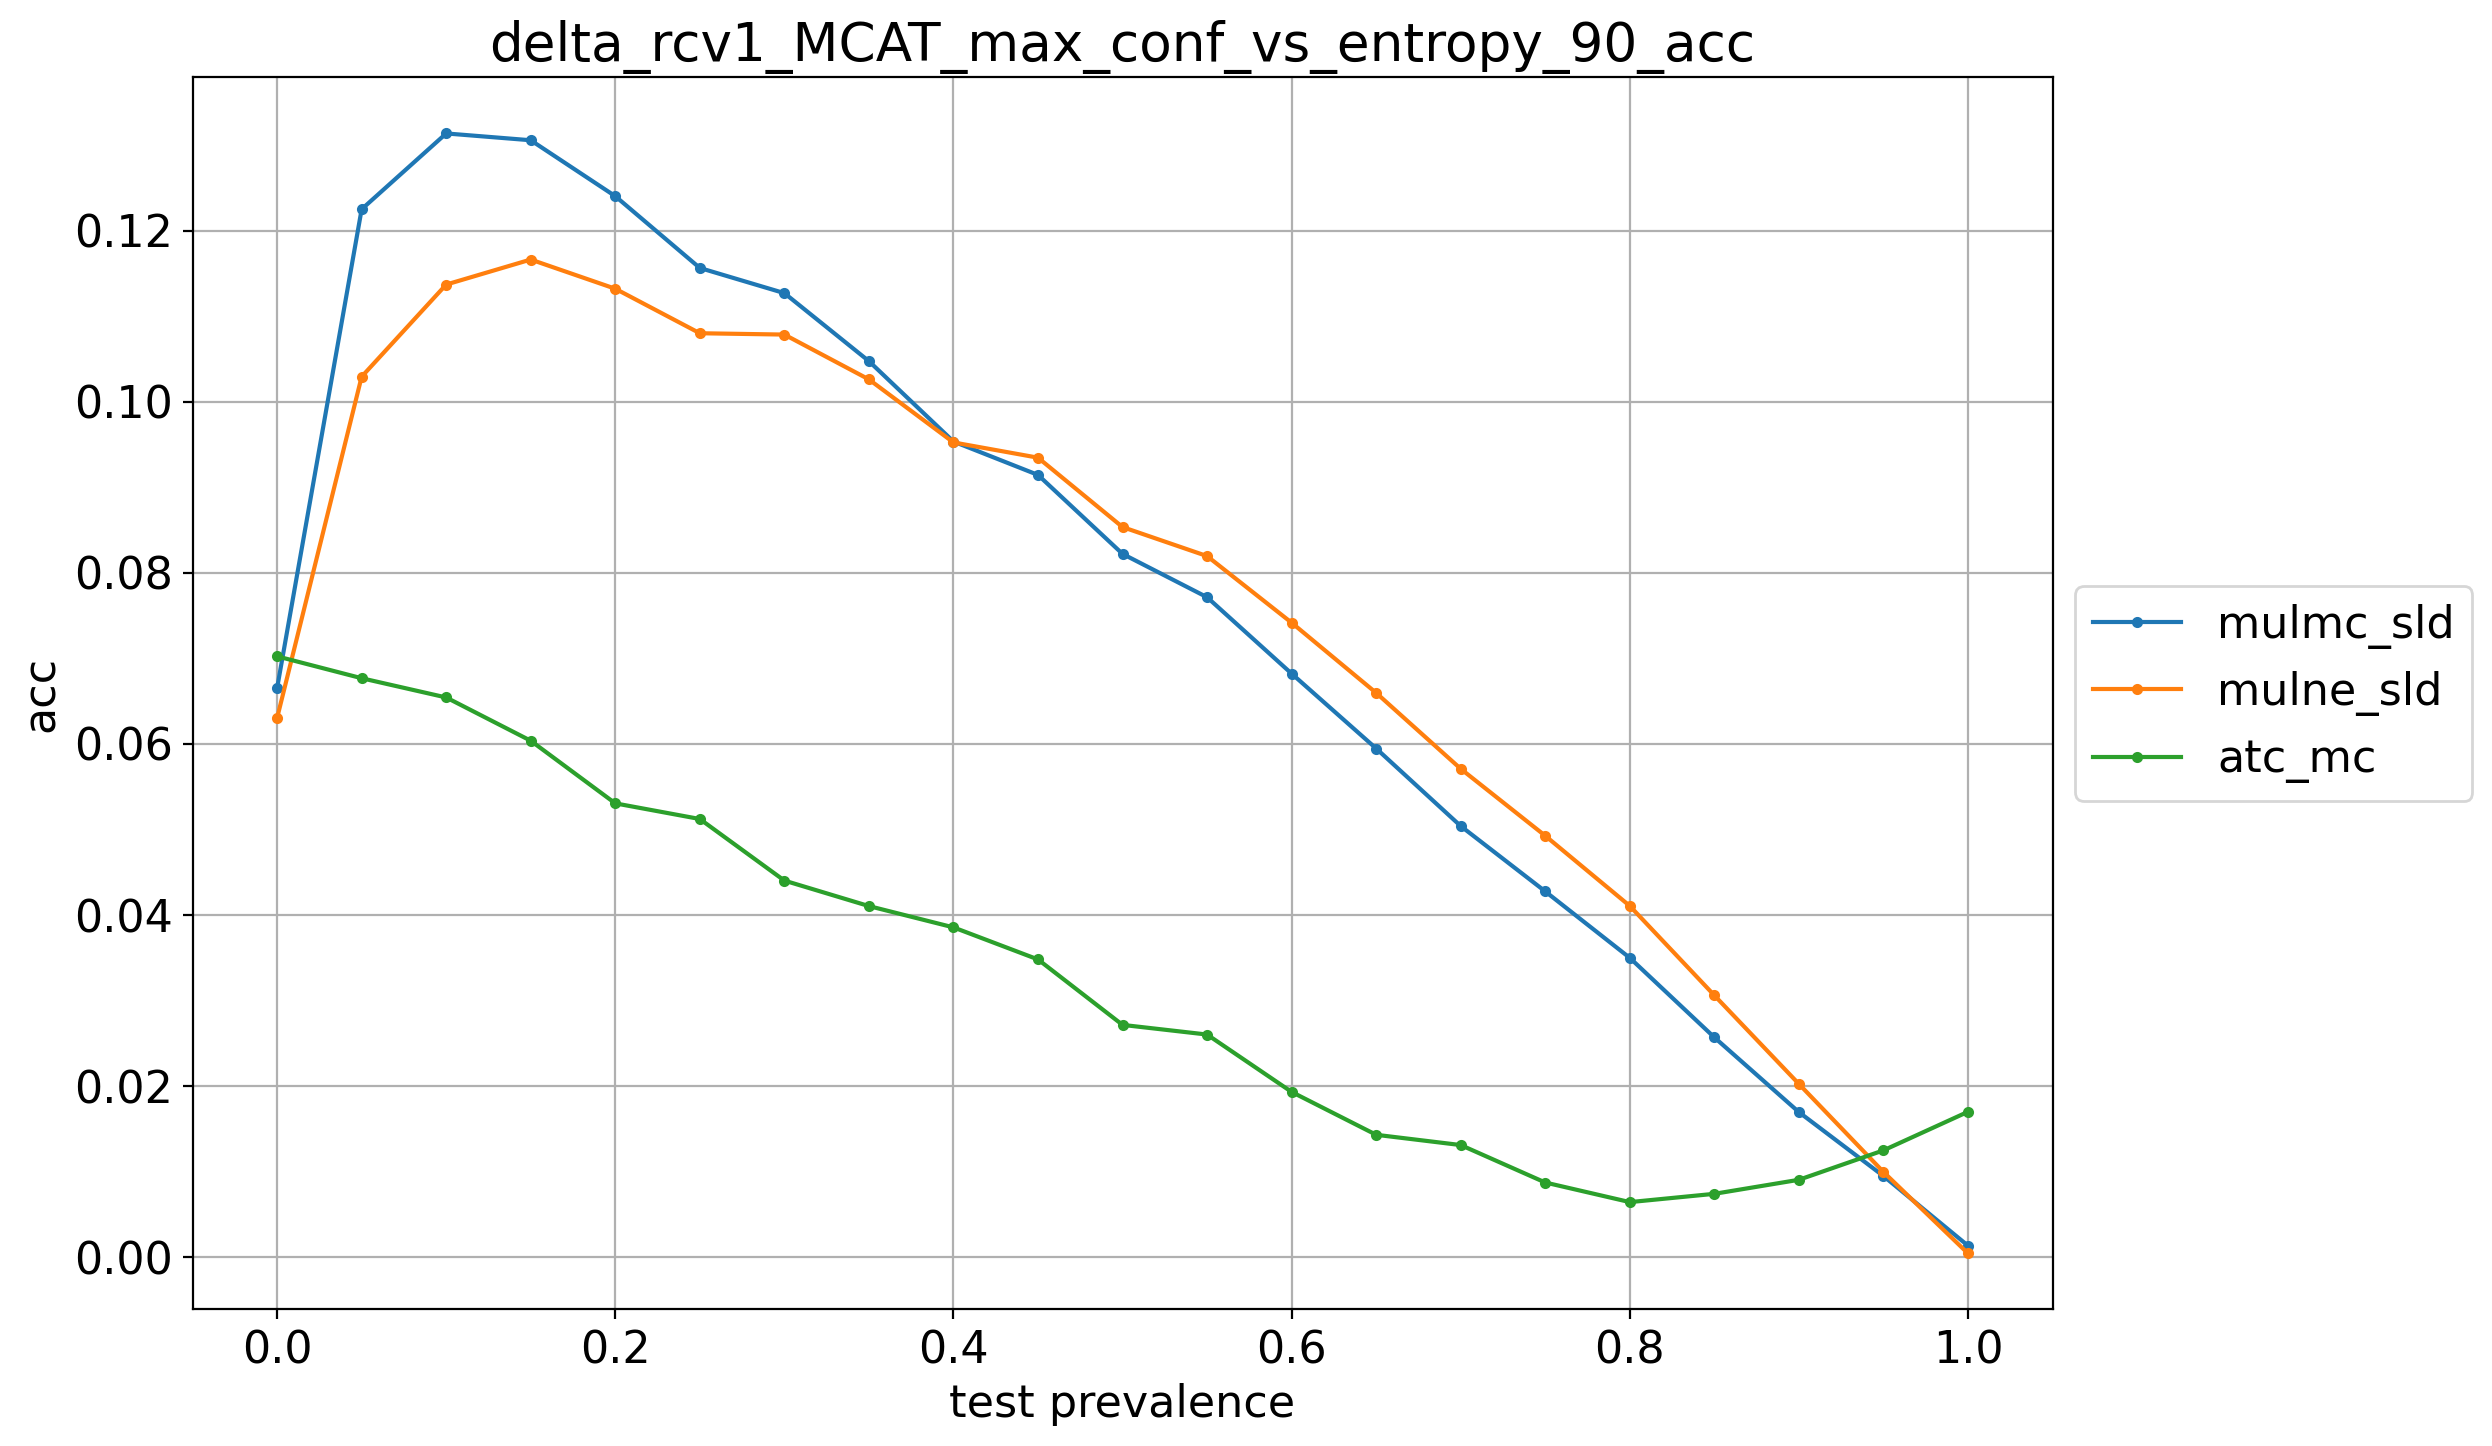 delta_rcv1_MCAT_max_conf_vs_entropy_90_acc
0.12
0.10
0.08
0.06
0.04
0.02
0.00
acc
0.0 0.2 0.4 0.6 0.8 1.0
test prevalence
mulmc_sld
mulne_sld
atc_mc